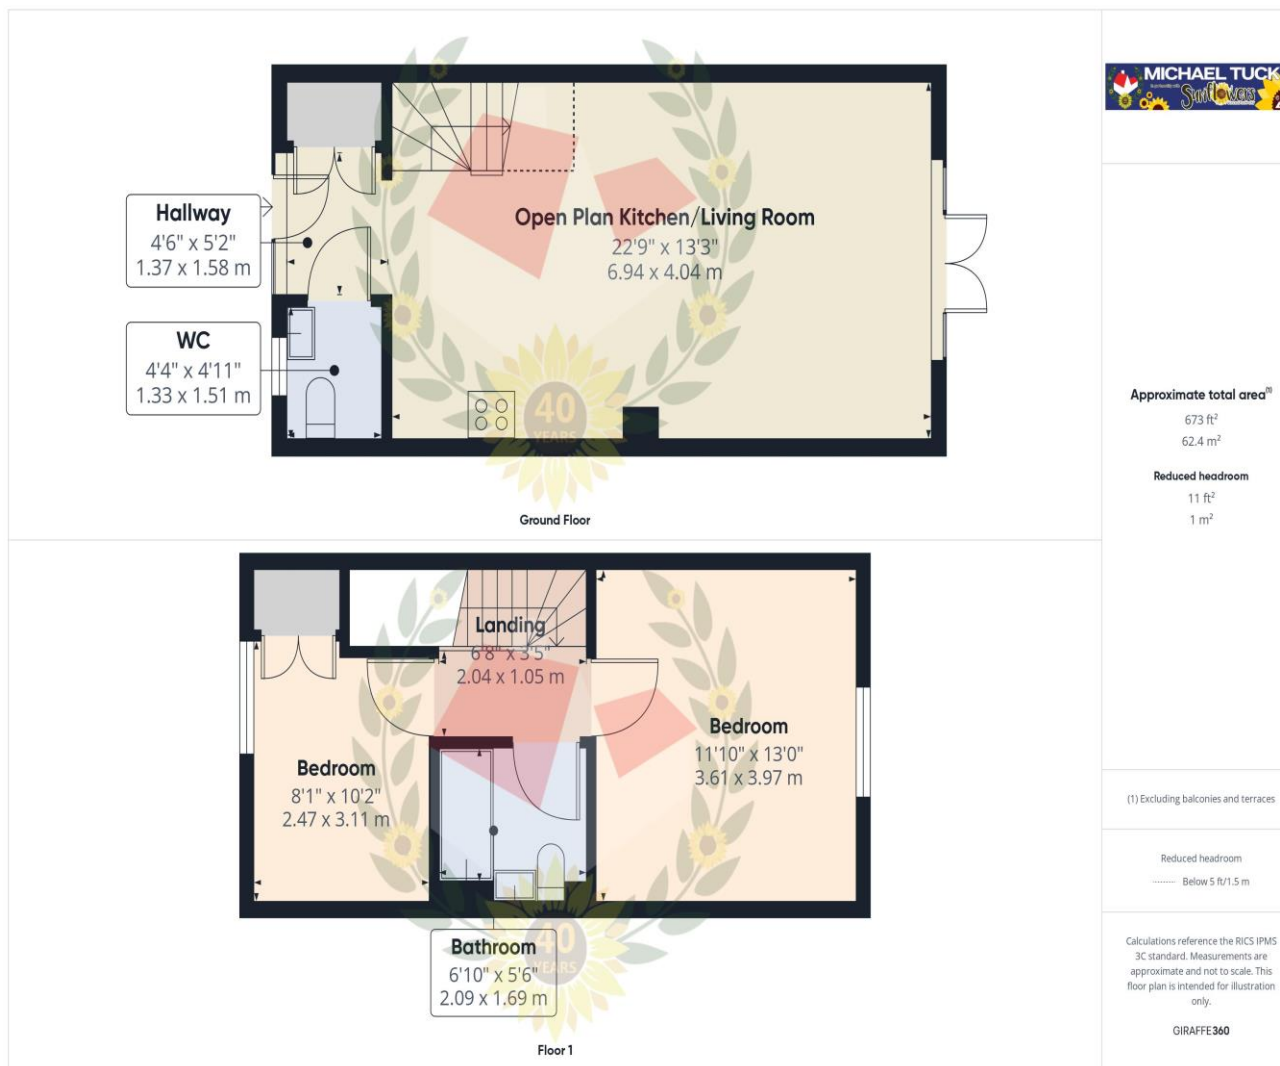 Hallway
4'6" x 5'2"
1.37 x 1.58 m
WC
4'4" x 4'11"
1.33 x 1.51 m
Open Plan Kitchen/Living Room
22'9" x 13'3"
6.94 x 4.04 m
40
YEARS
Ground Floor
Landing
6'8" x 3'5"
2.04 x 1.05 m
Bedroom
11'10" x 13'0"
3.61 x 3.97 m
Bedroom
8'1" x 10'2"
2.47 x 3.11 m
Bathroom
6'10" x 5'6"
2.09 x 1.69 m
40
YEARS
Floor 1
MICHAEL TUCK
Sunflowers
Approximate total area(1)
673 ft²
62.4 m²
Reduced headroom
11 ft²
1 m²
(1) Excluding balconies and terraces
Reduced headroom
Below 5 ft/1.5 m
Calculations reference the RICS IPMS
3C standard. Measurements are
approximate and not to scale. This
floor plan is intended for illustration
only.
GIRAFFE360